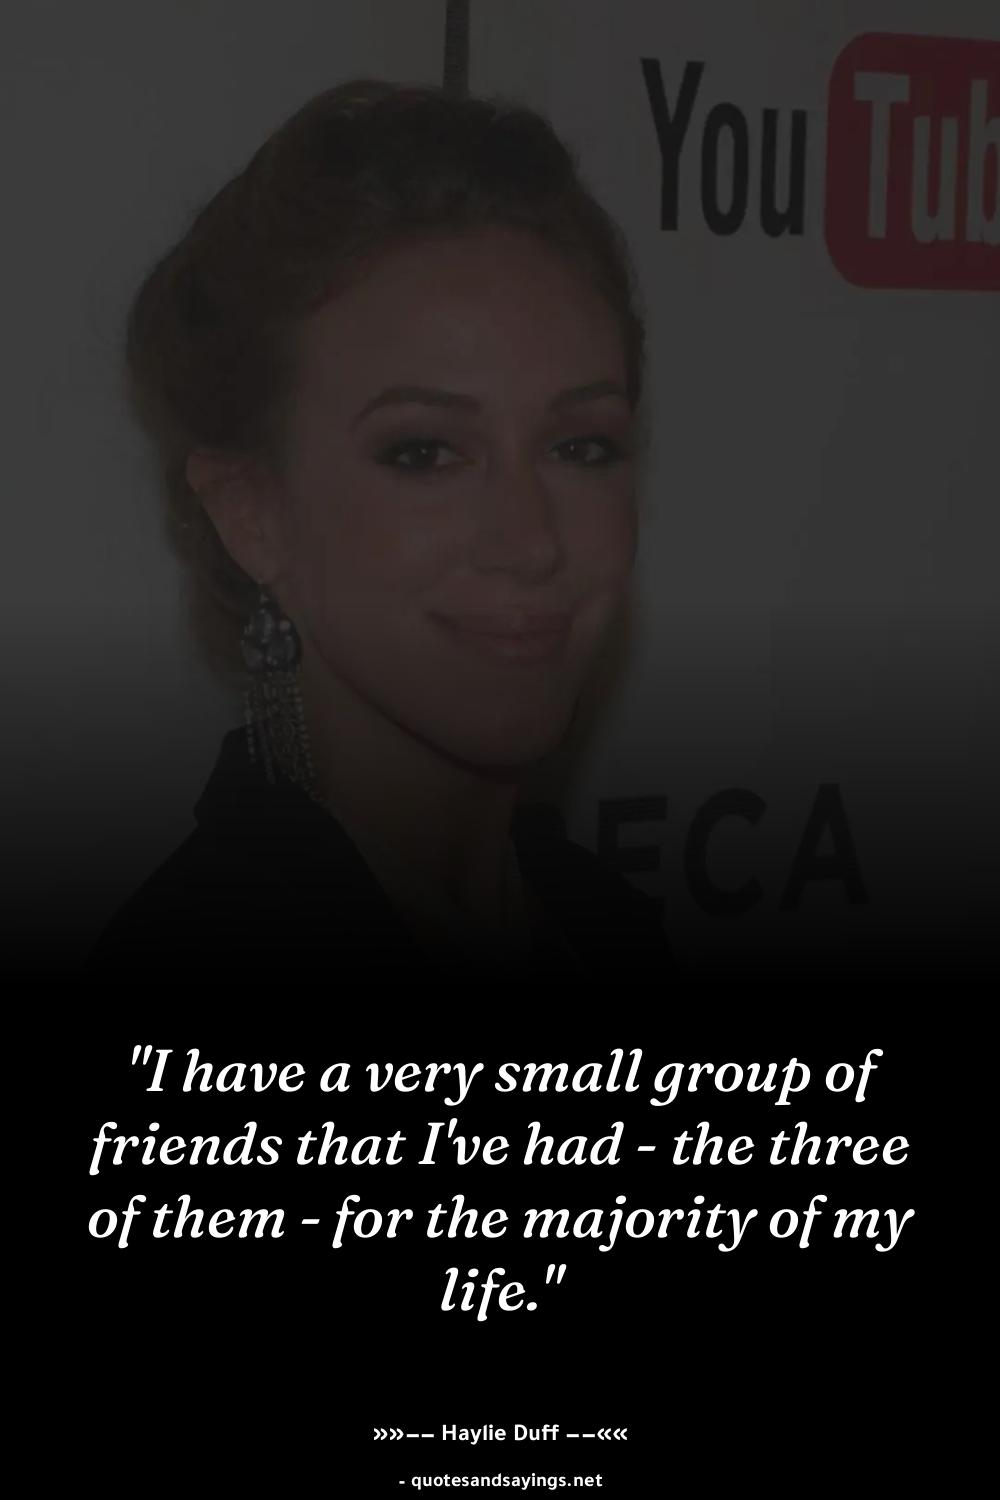 You Tub
ECA
"I have a very small group of
friends that I've had - the three
of them - for the majority of my
life."
»»-- Haylie Duff --««
- quotesandsayings.net